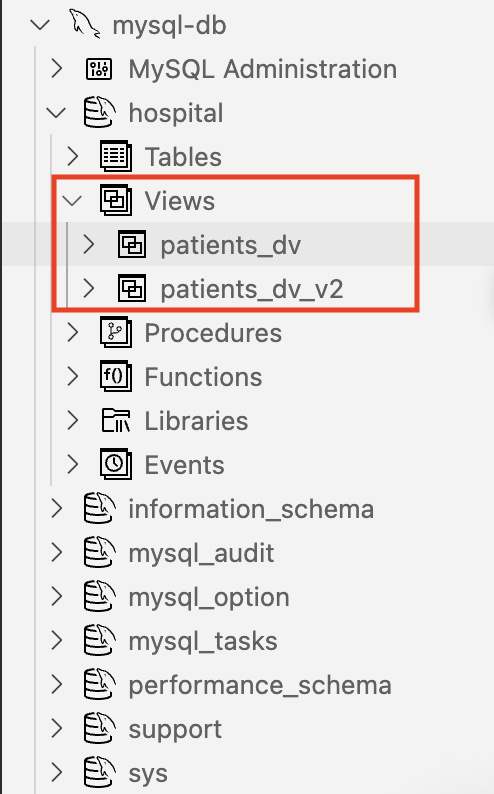 mysql-db
MySQL Administration
hospital
Tables
Views
patients_dv
patients_dv_v2
Procedures
f() Functions
Libraries
Events
information_schema
mysql_audit
mysql_option
mysql_tasks
performance_schema
support
sys